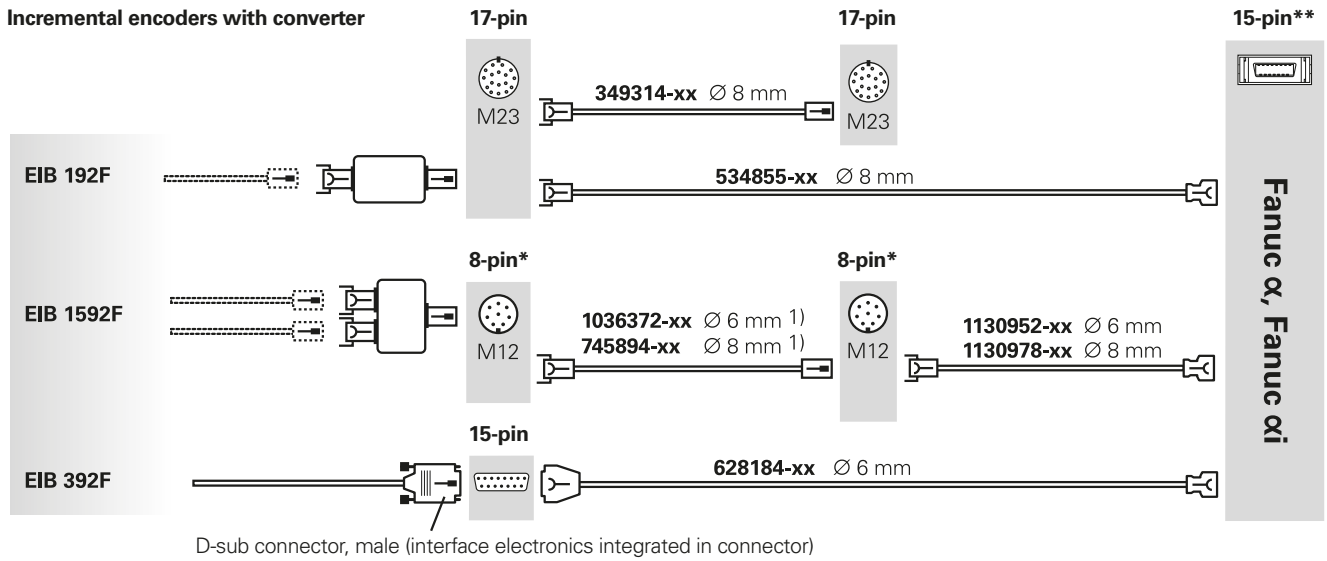 Incremental encoders with converter
17-pin
17-pin
15-pin**
M23
349314-xx ∅ 8 mm
M23
EIB 192F
534855-xx ∅ 8 mm
Fanuc α, Fanuc αi
8-pin*
8-pin*
EIB 1592F
M12
1036372-xx ∅ 6 mm 1)
745894-xx ∅ 8 mm 1)
M12
1130952-xx ∅ 6 mm
1130978-xx ∅ 8 mm
15-pin
EIB 392F
628184-xx ∅ 6 mm
D-sub connector, male (interface electronics integrated in connector)